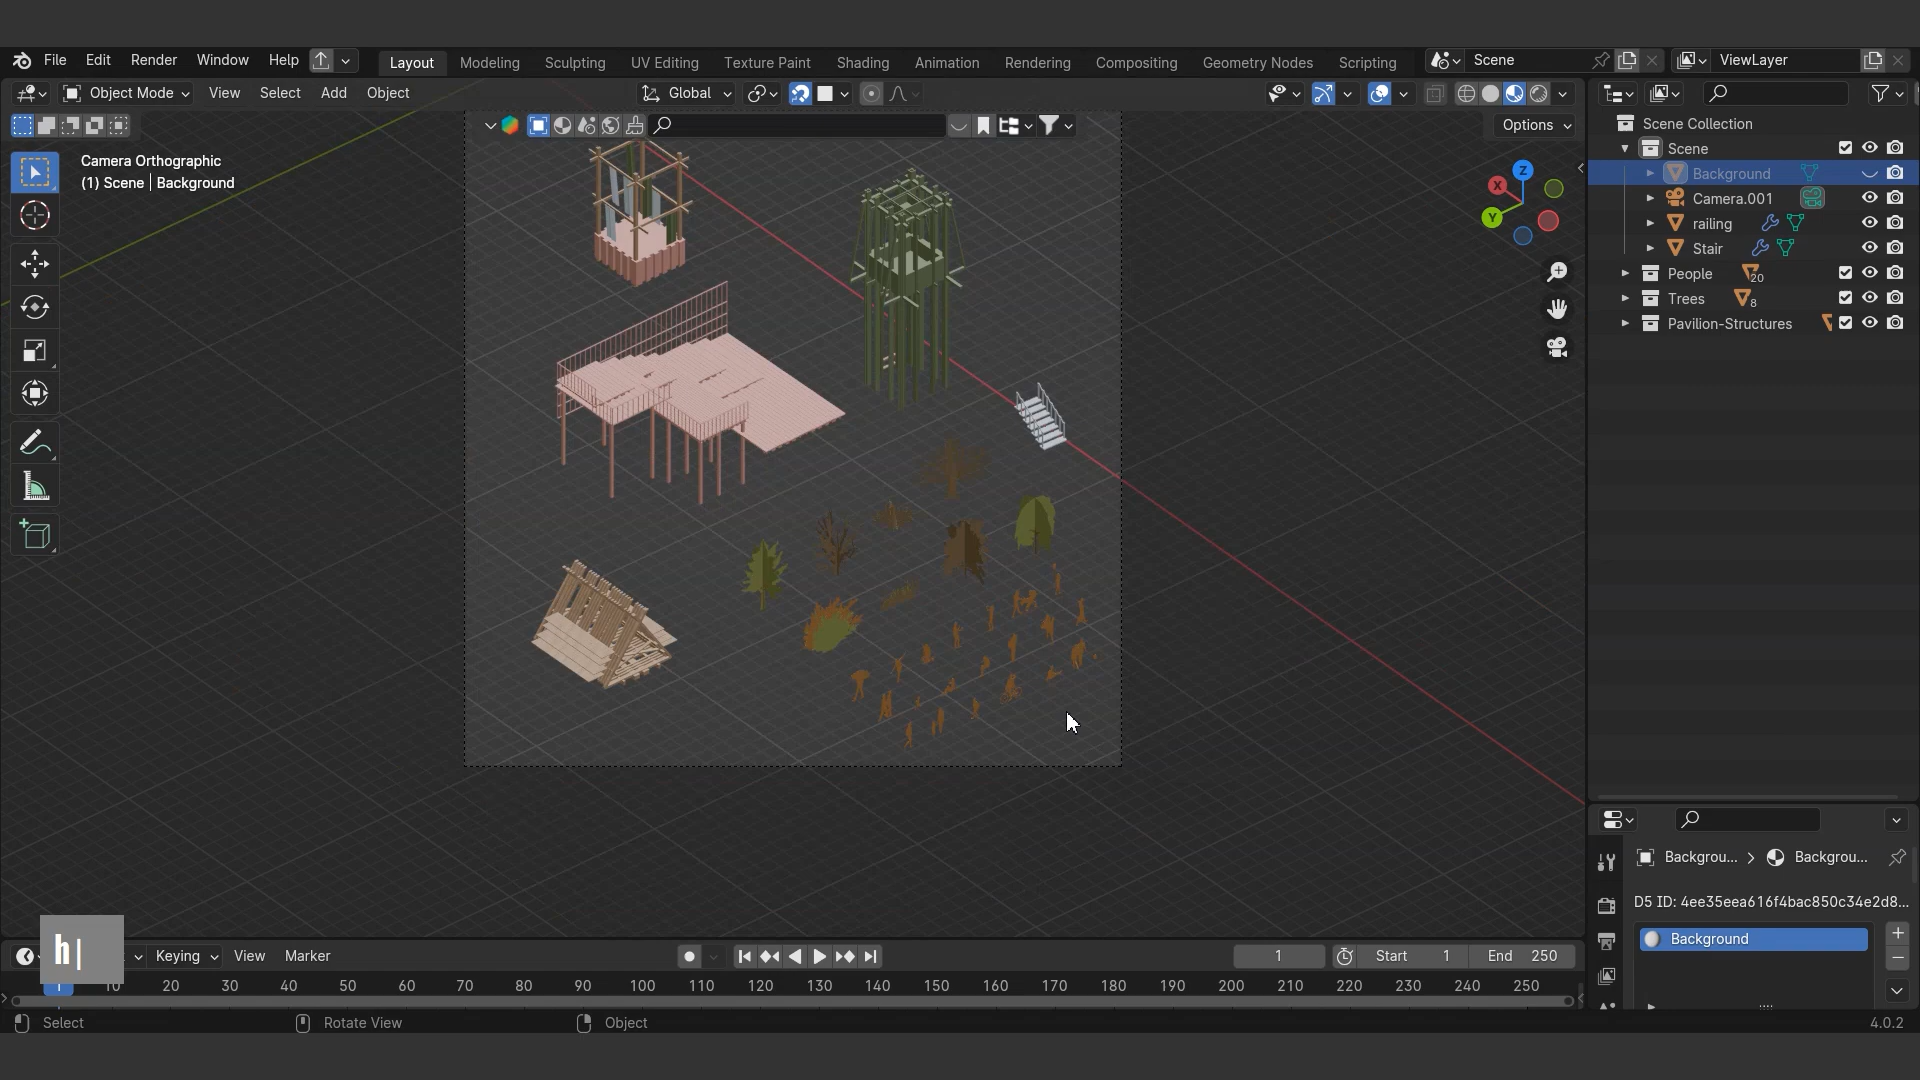 File Edit Render Window Help
Layout Modeling Sculpting UV Editing Texture Paint Shading Animation Rendering Compositing Geometry Nodes Scripting
Scene
ViewLayer
Object Mode View Select Add Object
Global
Options
Camera Orthographic
(1) Scene | Background
X
Y
Z
Scene Collection
Scene
Background
Camera.001
railing
Stair
People 20
Trees 8
Pavilion-Structures
Backgrou... > Backgrou...
D5 ID: 4ee35eea616f4bac850c34e2d8...
Background
h|
Keying View Marker
1
Start 1
End 250
1 10 20 30 40 50 60 70 80 90 100 110 120 130 140 150 160 170 180 190 200 210 220 230 240 250
Select
Rotate View
Object
4.0.2